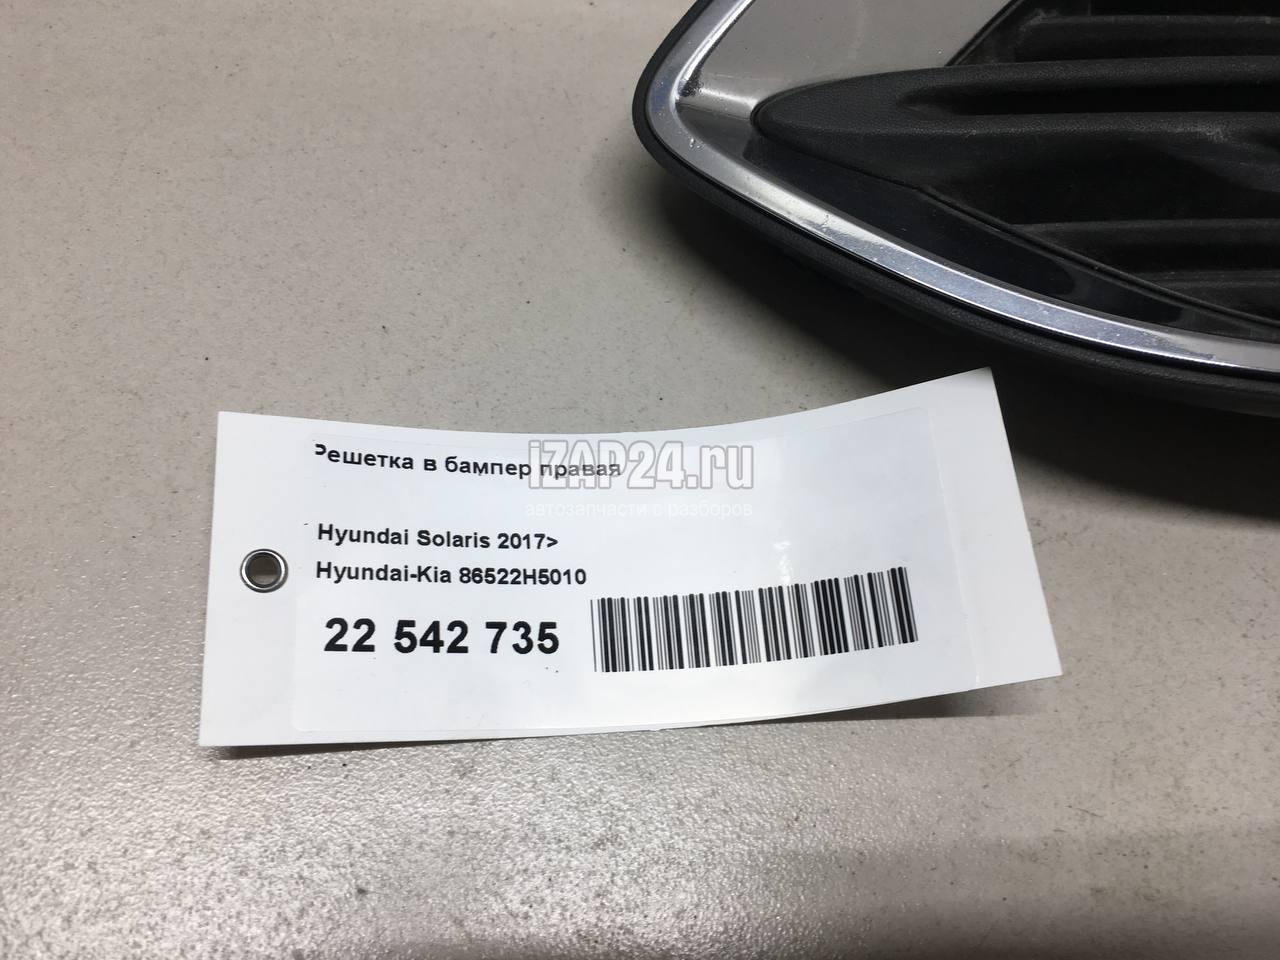 Решетка в бампер правая
iZAP24.ru
автозапчасти с разборов
Hyundai Solaris 2017>
Hyundai-Kia 86522H5010
22 542 735